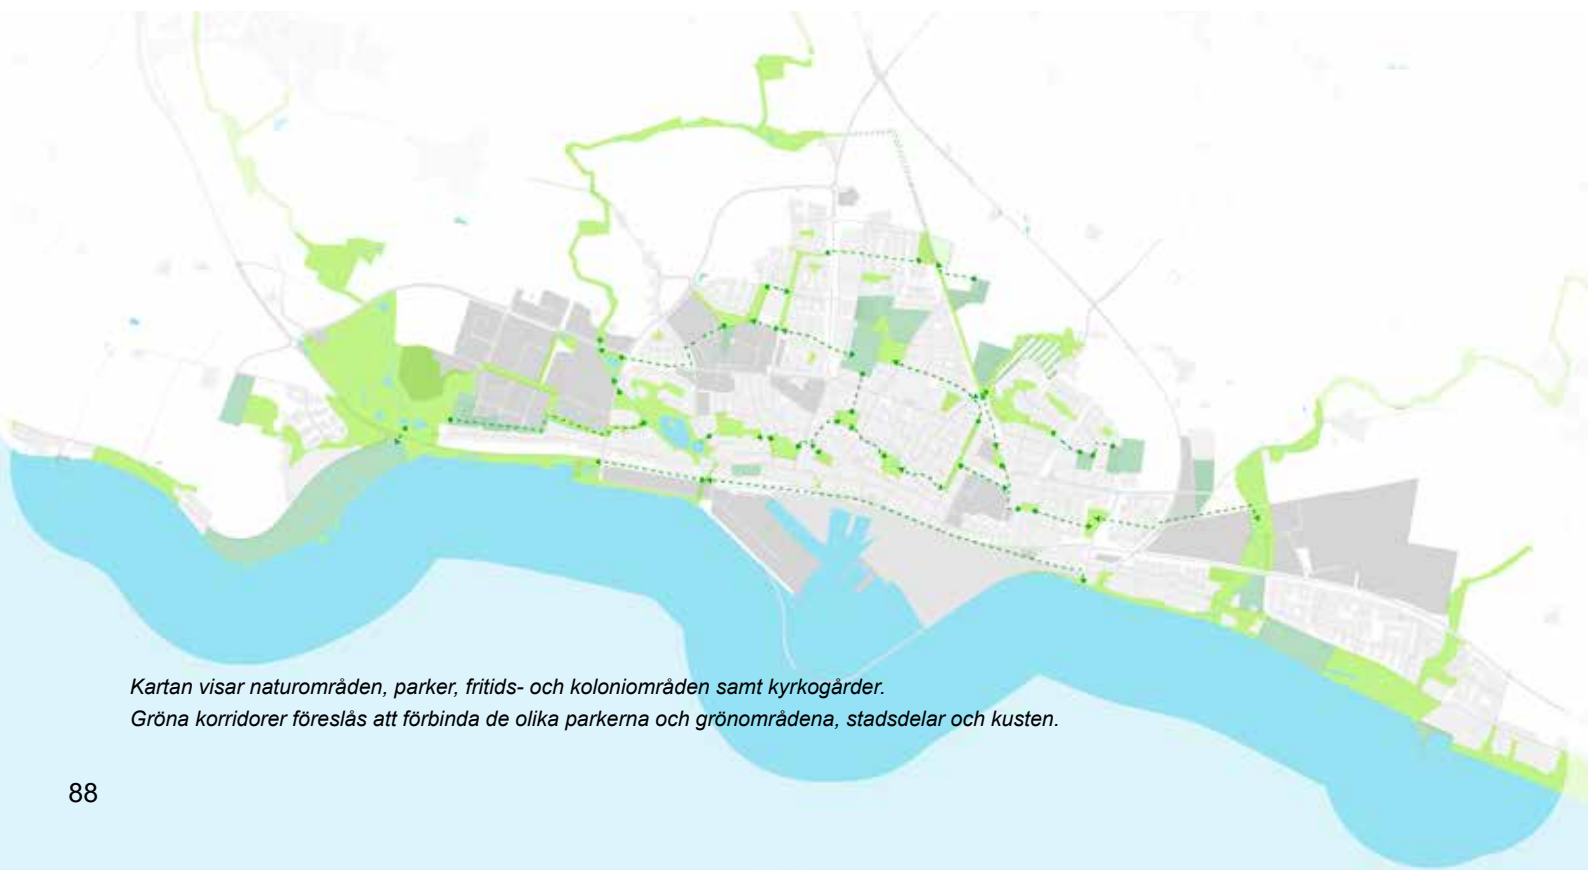 Kartan visar naturområden, parker, fritids- och koloniområden samt kyrkogårder.
Gröna korridorer föreslås att förbinda de olika parkerna och grönområdena, stadsdelar och kusten.
88